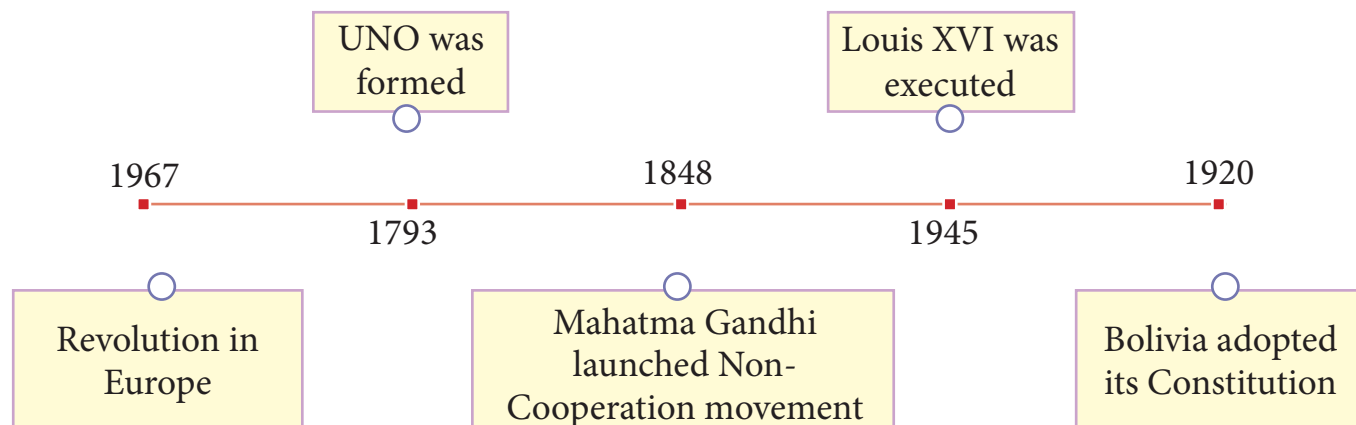 UNO was
formed
Louis XVI was
executed
1967
1848
1920
1793
1945
Revolution in
Europe
Mahatma Gandhi
launched Non-
Cooperation movement
Bolivia adopted
its Constitution